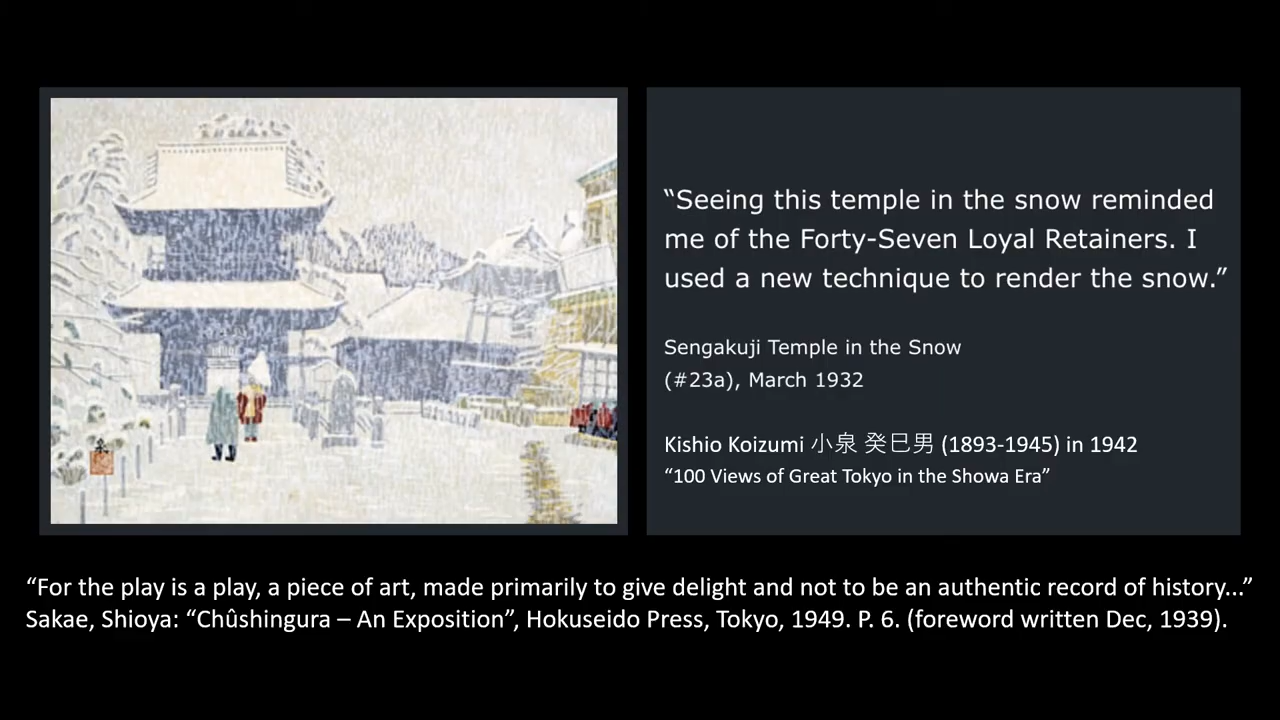 “Seeing this temple in the snow reminded
me of the Forty-Seven Loyal Retainers. I
used a new technique to render the snow.”
Sengakuji Temple in the Snow
(#23a), March 1932
Kishio Koizumi 小泉 癸巳男 (1893-1945) in 1942
“100 Views of Great Tokyo in the Showa Era”
“For the play is a play, a piece of art, made primarily to give delight and not to be an authentic record of history...”
Sakae, Shioya: “Chûshingura – An Exposition”, Hokuseido Press, Tokyo, 1949. P. 6. (foreword written Dec, 1939).